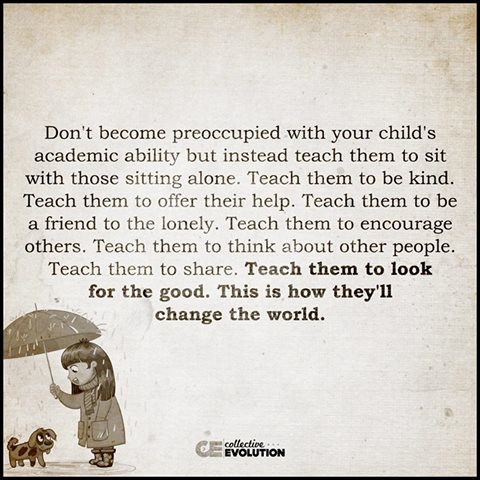 Don't become preoccupied with your child's
academic ability but instead teach them to sit
with those sitting alone. Teach them to be kind.
Teach them to offer their help. Teach them to be
a friend to the lonely. Teach them to encourage
others. Teach them to think about other people.
Teach them to share. Teach them to look
for the good. This is how they'll
change the world.
CE collective
EVOLUTION